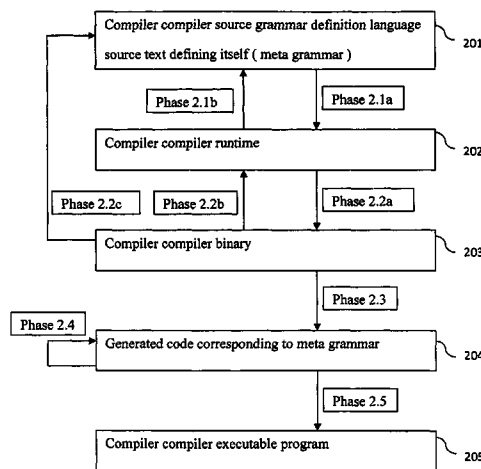 Compiler compiler source grammar definition language
source text defining itself ( meta grammar )
201
Phase 2.1b
Phase 2.1a
Compiler compiler runtime
202
Phase 2.2c
Phase 2.2b
Phase 2.2a
Compiler compiler binary
203
Phase 2.3
Phase 2.4
Generated code corresponding to meta grammar
204
Phase 2.5
Compiler compiler executable program
205